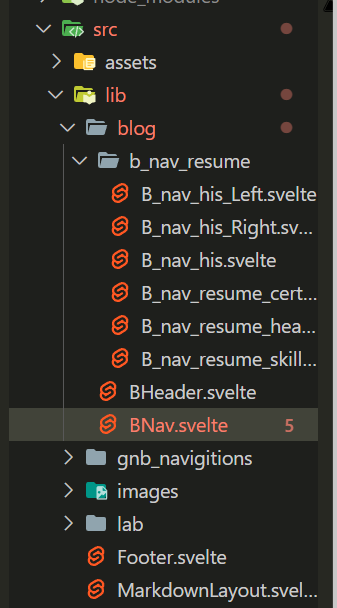 node_modules
src
assets
lib
blog
b_nav_resume
B_nav_his_Left.svelte
B_nav_his_Right.sv...
B_nav_his.svelte
B_nav_resume_cert...
B_nav_resume_hea...
B_nav_resume_skill...
BHeader.svelte
BNav.svelte 5
gnb_navigitions
images
lab
Footer.svelte
MarkdownLayout.svel...